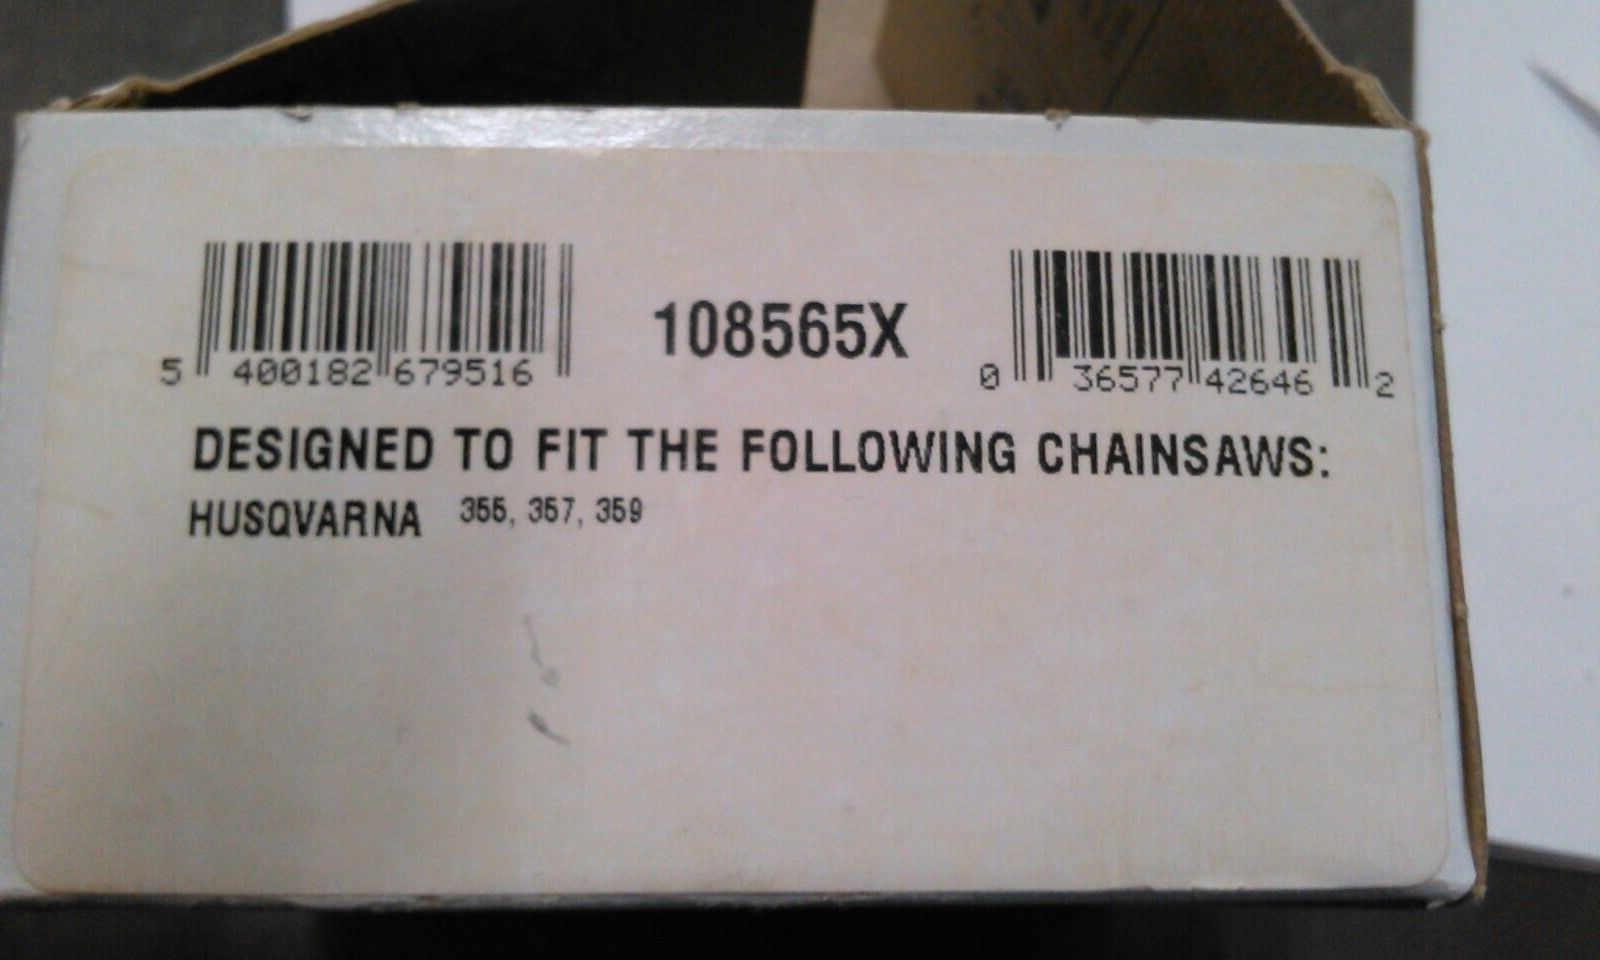 108565X
5 400182 679516
0 36577 42646 2
DESIGNED TO FIT THE FOLLOWING CHAINSAWS:
HUSQVARNA 355, 357, 359